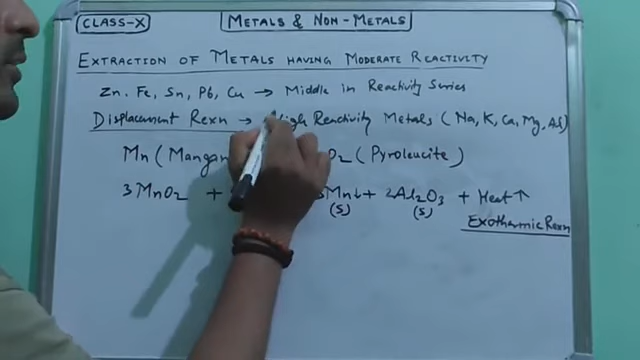 CLASS-X
METALS & NON-METALS
EXTRACTION OF METALS HAVING MODERATE REACTIVITY
Zn, Fe, Sn, Pb, Cu → Middle in Reactivity Series
Displacement Rexn → High Reactivity Metals (Na, K, Ca, Mg, Al)
Mn (Mangan O2 (Pyroleucite)
3MnO2 + 3Mn↓ + 2Al2O3 + Heat ↑
(S) (S)
Exothermic Rexn